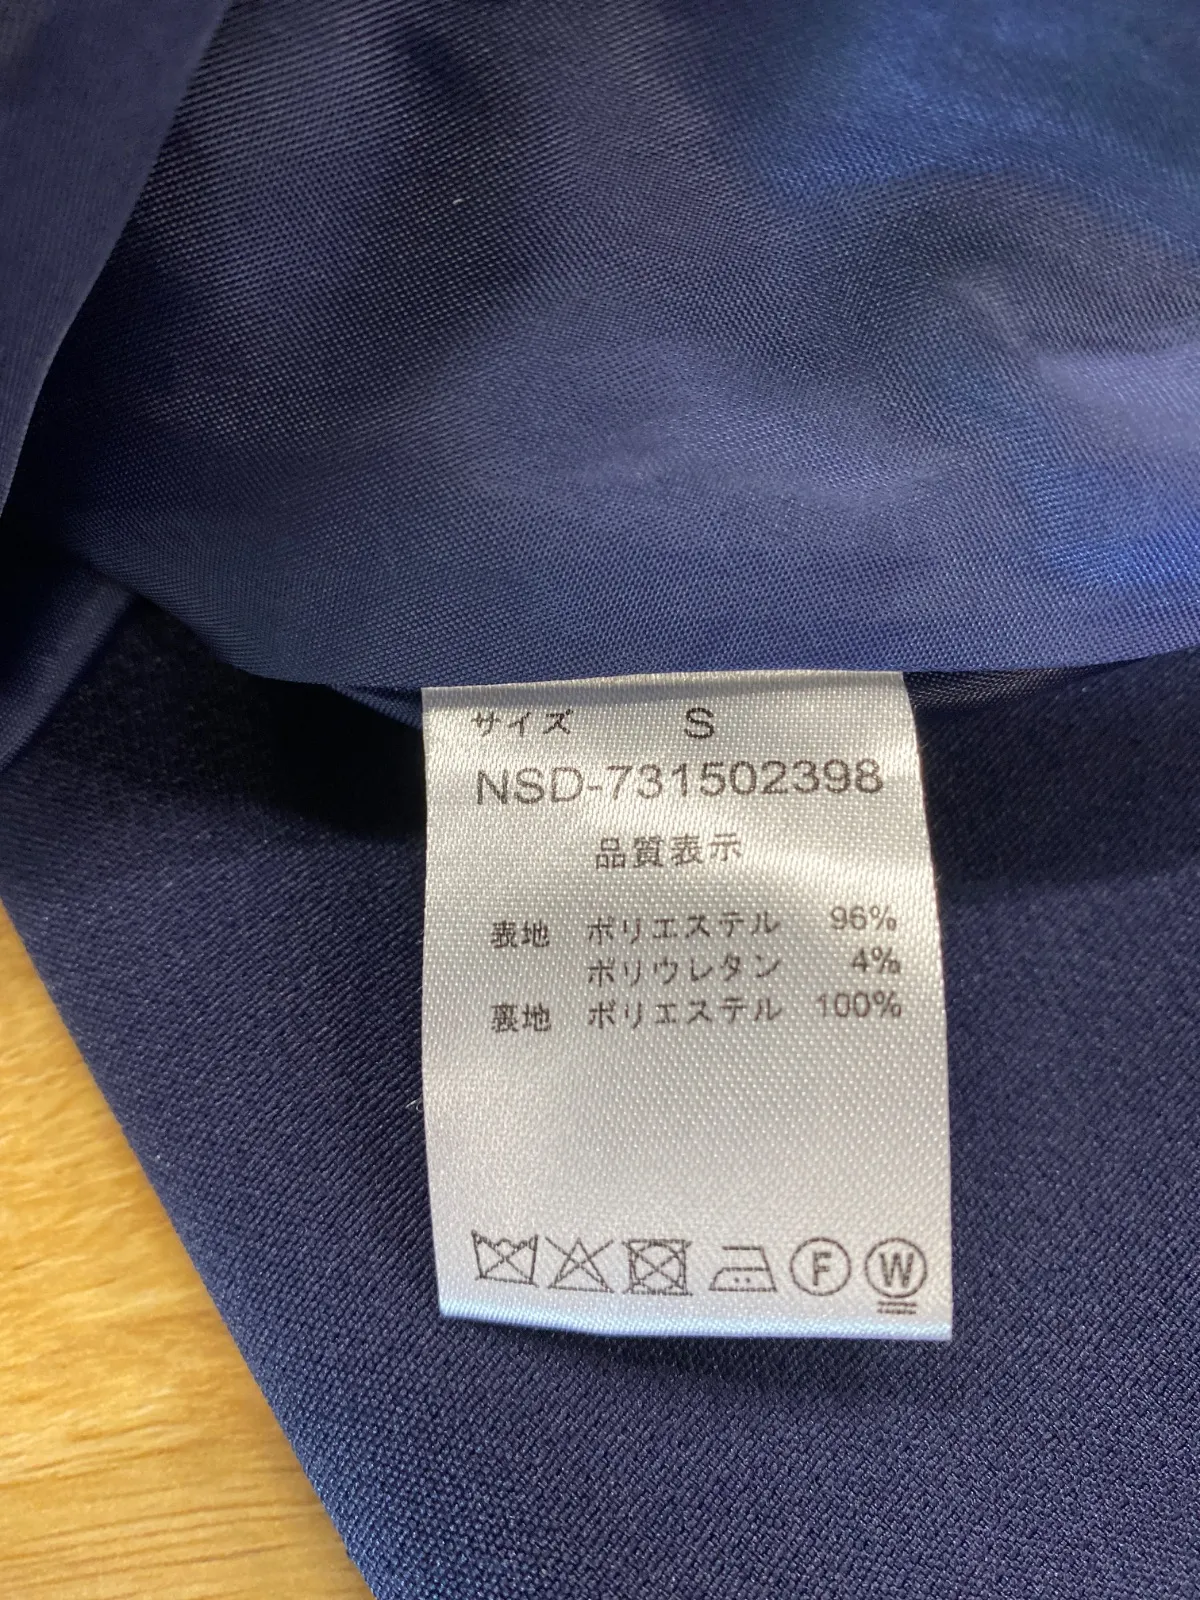 サイズ S
NSD-731502398
品質表示
表地 ポリエステル 96%
ポリウレタン 4%
裏地 ポリエステル 100%
F W